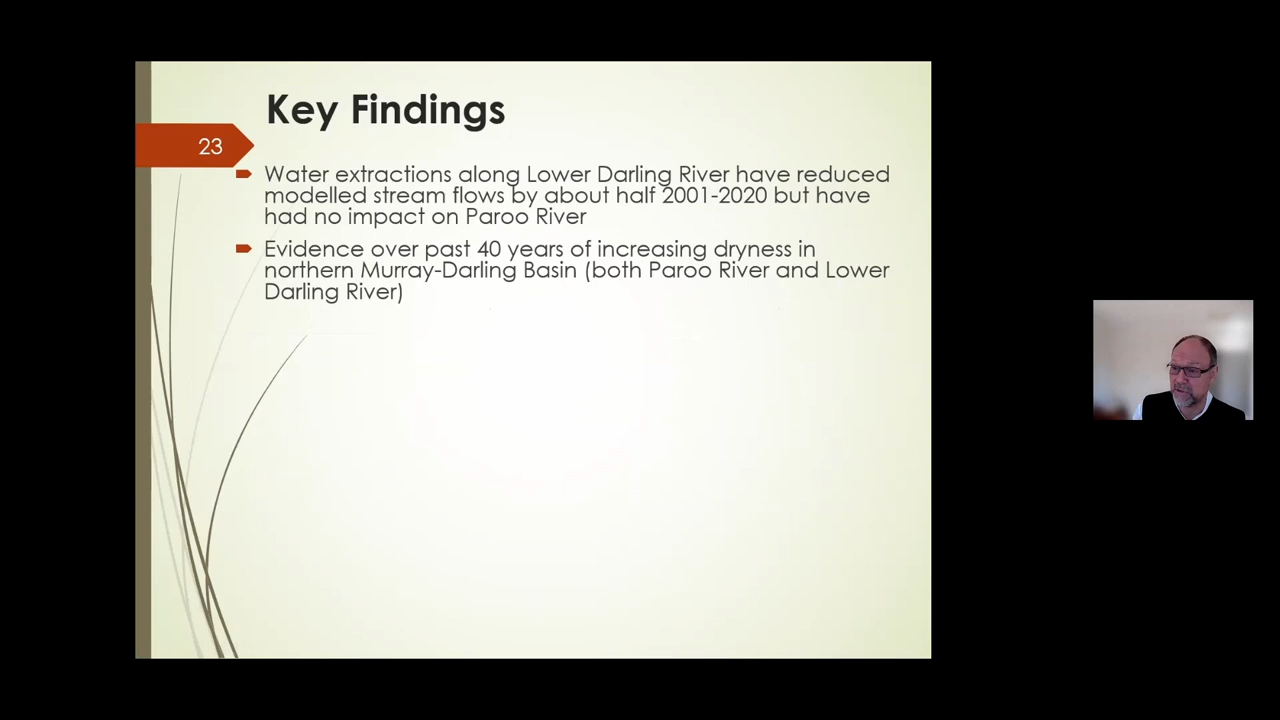 Key Findings
23
Water extractions along Lower Darling River have reduced
modelled stream flows by about half 2001-2020 but have
had no impact on Paroo River
Evidence over past 40 years of increasing dryness in
northern Murray-Darling Basin (both Paroo River and Lower
Darling River)